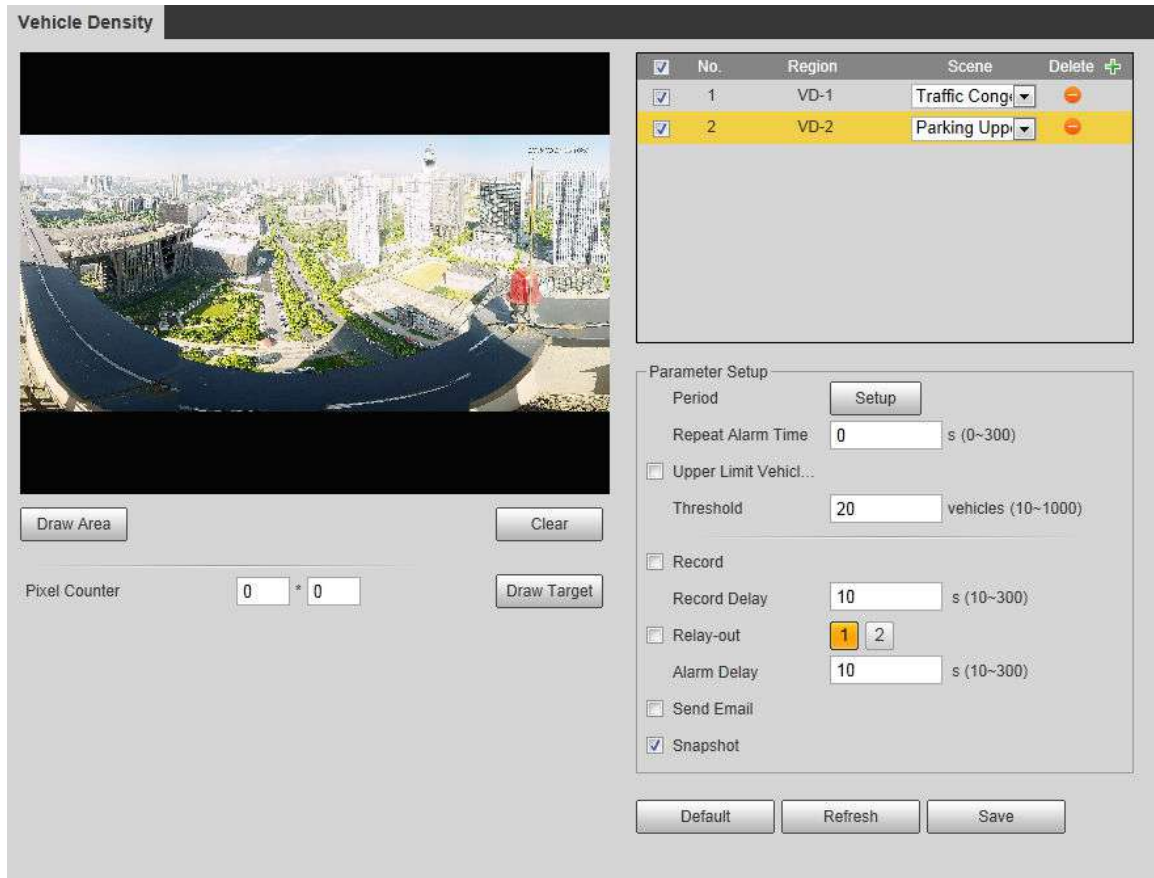 Vehicle Density
No. Region Scene Delete
1 VD-1 Traffic Cong
2 VD-2 Parking Upp
Parameter Setup
Period Setup
Repeat Alarm Time 0 s (0~300)
Upper Limit Vehicl...
Threshold 20 vehicles (10~1000)
Record
Record Delay 10 s (10~300)
Relay-out 1 2
Alarm Delay 10 s (10~300)
Send Email
Snapshot
Default Refresh Save
Draw Area Clear
Pixel Counter 0 * 0 Draw Target